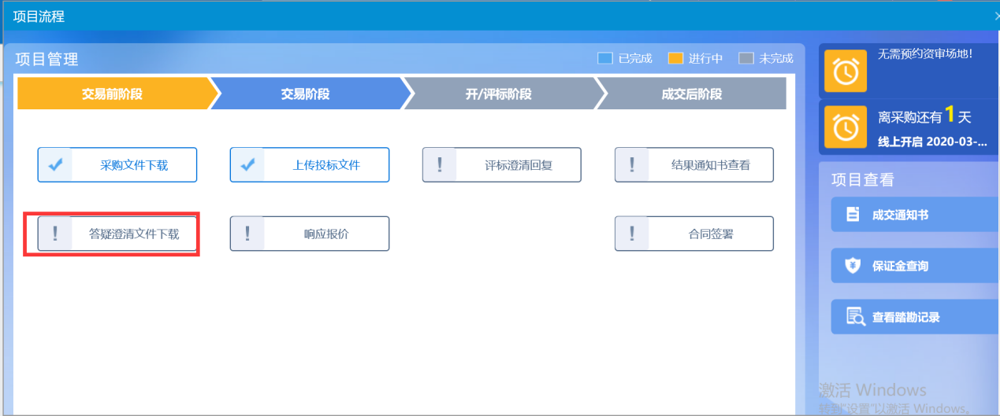 项目流程
项目管理
已完成 进行中 未完成
交易前阶段 交易阶段 开/评标阶段 成交后阶段
采购文件下载 上传投标文件 评标澄清回复 结果通知书查看
答疑澄清文件下载 响应报价 合同签署
无需预约资审场地!
离采购还有1天
线上开启 2020-03-...
项目查看
成交通知书
保证金查询
查看踏勘记录
激活 Windows
转到"设置"以激活 Windows。